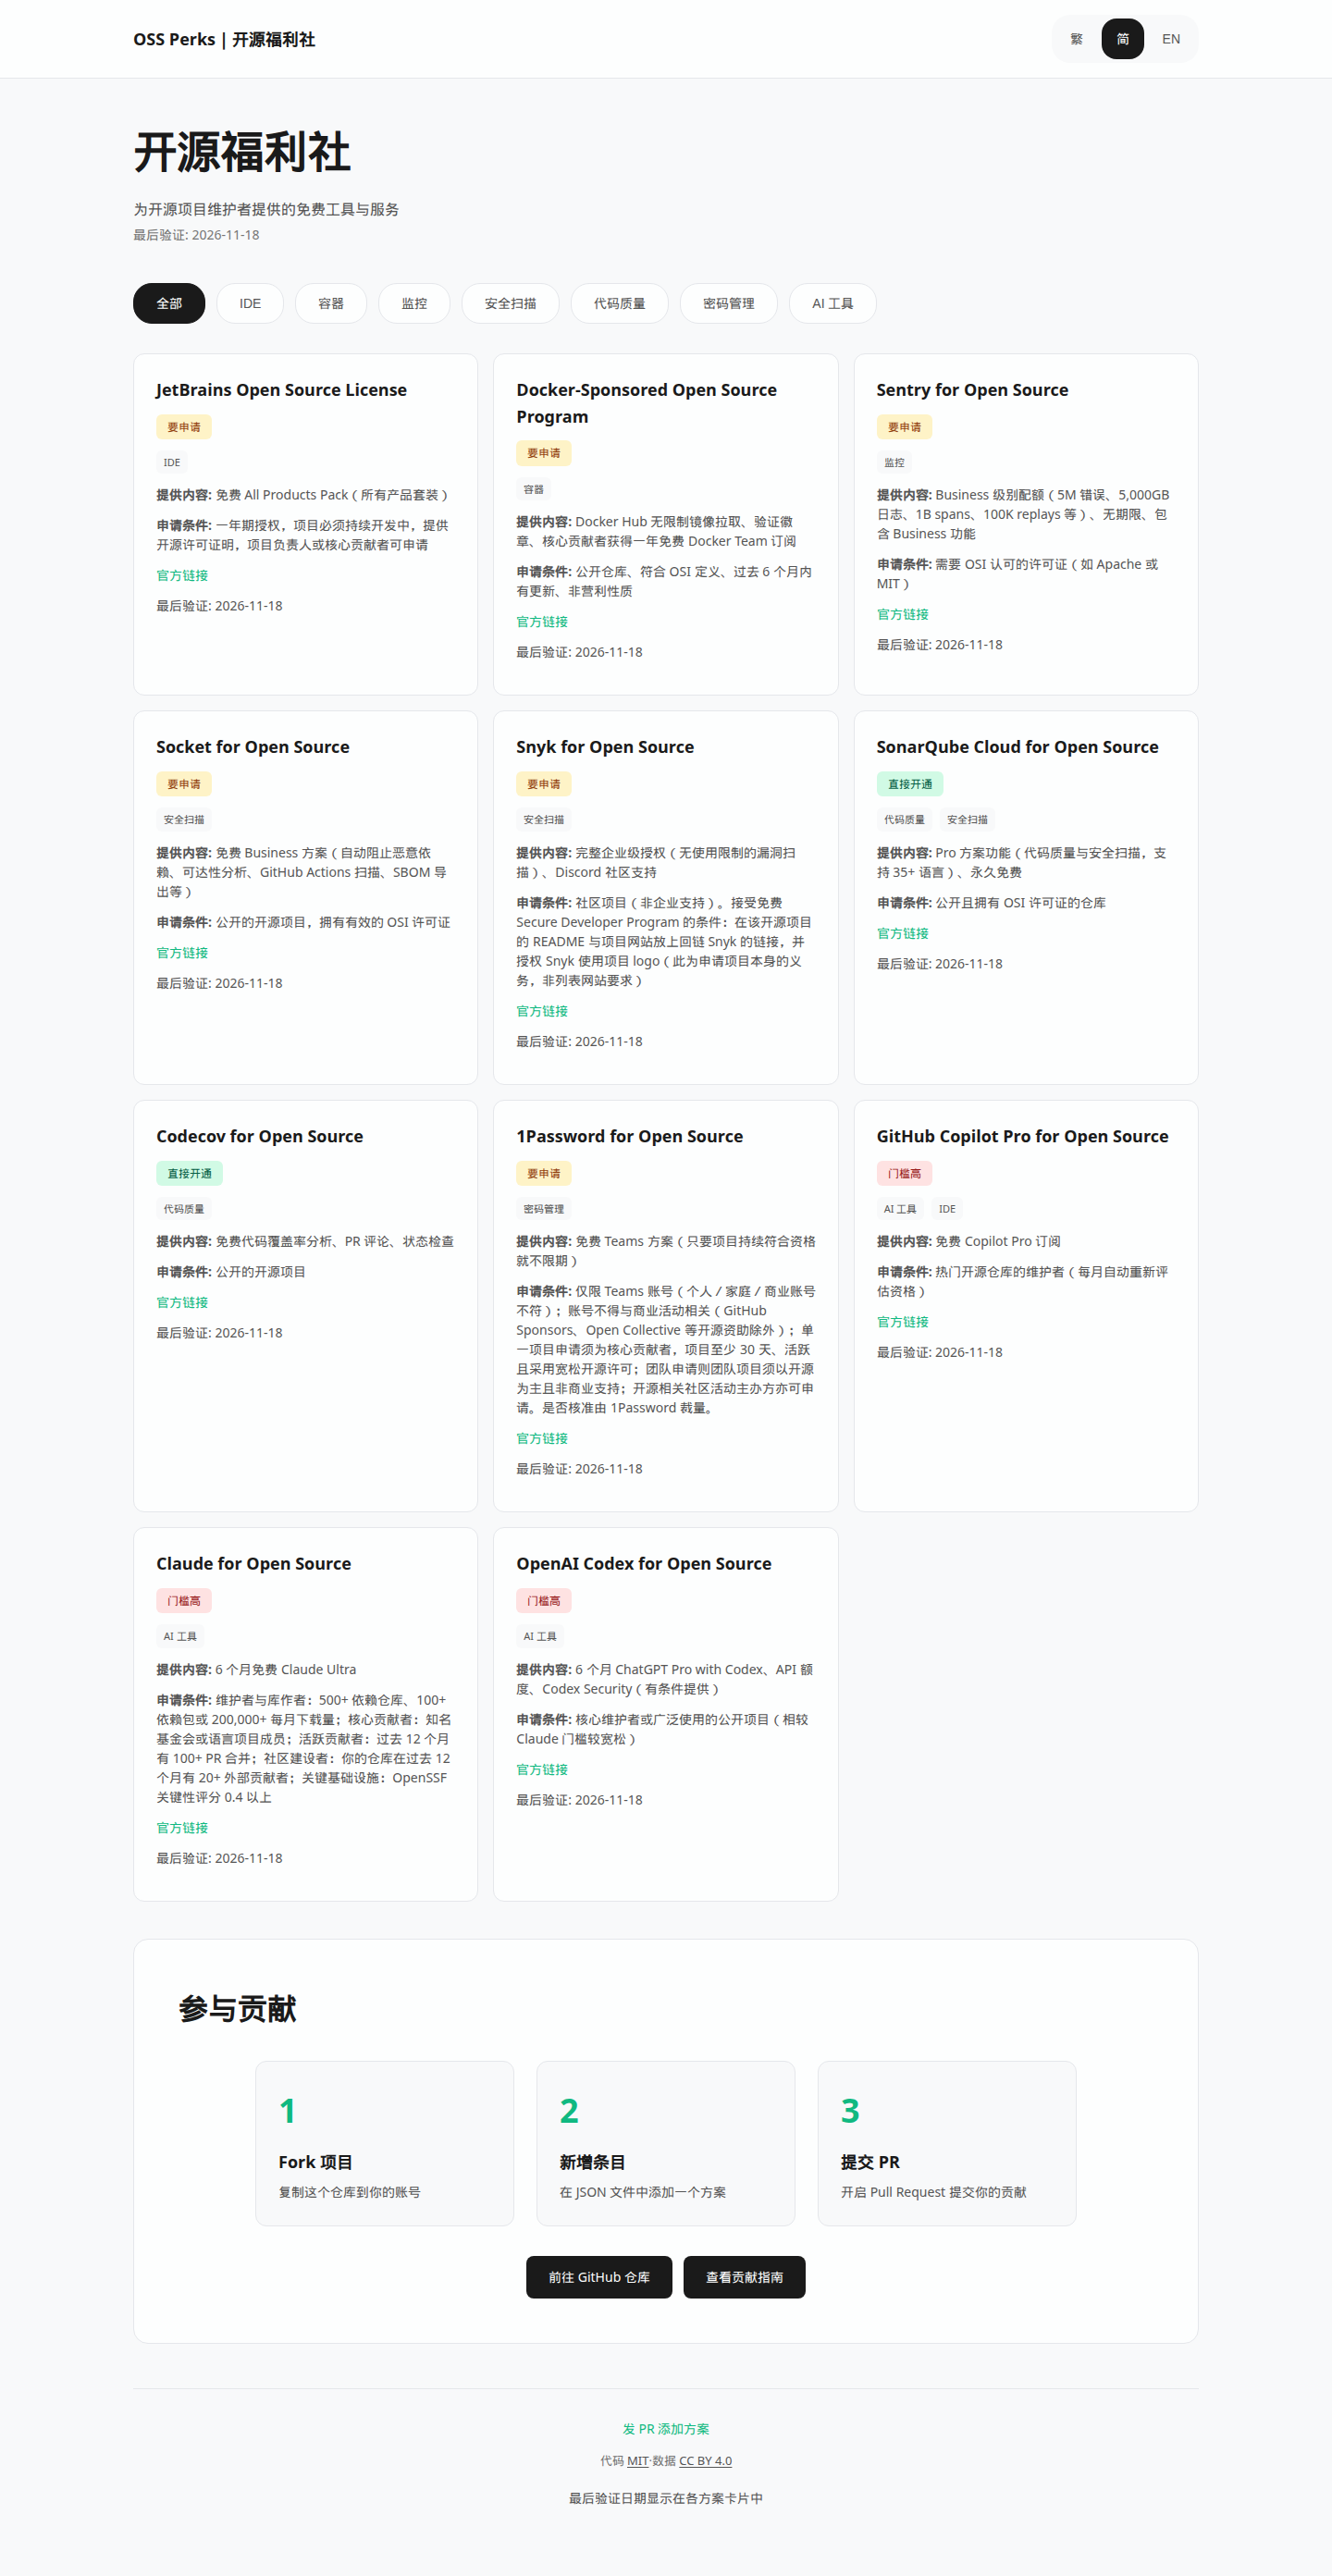 OSS Perks | 开源福利社
繁
简
EN
开源福利社
为开源项目维护者提供的免费工具与服务
最后验证: 2026-11-18
全部
IDE
容器
监控
安全扫描
代码质量
密码管理
AI 工具
JetBrains Open Source License
要申请
IDE
提供内容: 免费 All Products Pack（所有产品套装）
申请条件: 一年期授权，项目必须持续开发中，提供
开源许可证明，项目负责人或核心贡献者可申请
官方链接
最后验证: 2026-11-18
Docker-Sponsored Open Source
Program
要申请
容器
提供内容: Docker Hub 无限制镜像拉取、验证徽
章、核心贡献者获得一年免费 Docker Team 订阅
申请条件: 公开仓库、符合 OSI 定义、过去 6 个月内
有更新、非营利性质
官方链接
最后验证: 2026-11-18
Sentry for Open Source
要申请
监控
提供内容: Business 级别配额（5M 错误、5,000GB
日志、1B spans、100K replays 等）、无期限、包
含 Business 功能
申请条件: 需要 OSI 认可的许可证（如 Apache 或
MIT）
官方链接
最后验证: 2026-11-18
Socket for Open Source
要申请
安全扫描
提供内容: 免费 Business 方案（自动阻止恶意依
赖、可达性分析、GitHub Actions 扫描、SBOM 导
出等）
申请条件: 公开的开源项目，拥有有效的 OSI 许可证
官方链接
最后验证: 2026-11-18
Snyk for Open Source
要申请
安全扫描
提供内容: 完整企业级授权（无使用限制的漏洞扫
描）、Discord 社区支持
申请条件: 社区项目（非企业支持）。接受免费
Secure Developer Program 的条件：在该开源项目
的 README 与项目网站放上回链 Snyk 的链接，并
授权 Snyk 使用项目 logo（此为申请项目本身的义
务，非列表网站要求）
官方链接
最后验证: 2026-11-18
SonarQube Cloud for Open Source
直接开通
代码质量
安全扫描
提供内容: Pro 方案功能（代码质量与安全扫描，支
持 35+ 语言）、永久免费
申请条件: 公开且拥有 OSI 许可证的仓库
官方链接
最后验证: 2026-11-18
Codecov for Open Source
直接开通
代码质量
提供内容: 免费代码覆盖率分析、PR 评论、状态检查
申请条件: 公开的开源项目
官方链接
最后验证: 2026-11-18
1Password for Open Source
要申请
密码管理
提供内容: 免费 Teams 方案（只要项目持续符合资格
就不限期）
申请条件: 仅限 Teams 账号（个人 / 家庭 / 商业账号
不符）；账号不得与商业活动相关（GitHub
Sponsors、Open Collective 等开源资助除外）；单
一项目申请须为核心贡献者，项目至少 30 天、活跃
且采用宽松开源许可；团队申请则团队项目须以开源
为主且非商业支持；开源相关社区活动主办方亦可申
请。是否核准由 1Password 裁量。
官方链接
最后验证: 2026-11-18
GitHub Copilot Pro for Open Source
门槛高
AI 工具
IDE
提供内容: 免费 Copilot Pro 订阅
申请条件: 热门开源仓库的维护者（每月自动重新评
估资格）
官方链接
最后验证: 2026-11-18
Claude for Open Source
门槛高
AI 工具
提供内容: 6 个月免费 Claude Ultra
申请条件: 维护者与库作者：500+ 依赖仓库、100+
依赖包或 200,000+ 每月下载量；核心贡献者：知名
基金会或语言项目成员；活跃贡献者：过去 12 个月
有 100+ PR 合并；社区建设者：你的仓库在过去 12
个月有 20+ 外部贡献者；关键基础设施：OpenSSF
关键性评分 0.4 以上
官方链接
最后验证: 2026-11-18
OpenAI Codex for Open Source
门槛高
AI 工具
提供内容: 6 个月 ChatGPT Pro with Codex、API 额
度、Codex Security（有条件提供）
申请条件: 核心维护者或广泛使用的公开项目（相较
Claude 门槛较宽松）
官方链接
最后验证: 2026-11-18
参与贡献
1
Fork 项目
复制这个仓库到你的账号
2
新增条目
在 JSON 文件中添加一个方案
3
提交 PR
开启 Pull Request 提交你的贡献
前往 GitHub 仓库
查看贡献指南
发 PR 添加方案
代码 MIT·数据 CC BY 4.0
最后验证日期显示在各方案卡片中